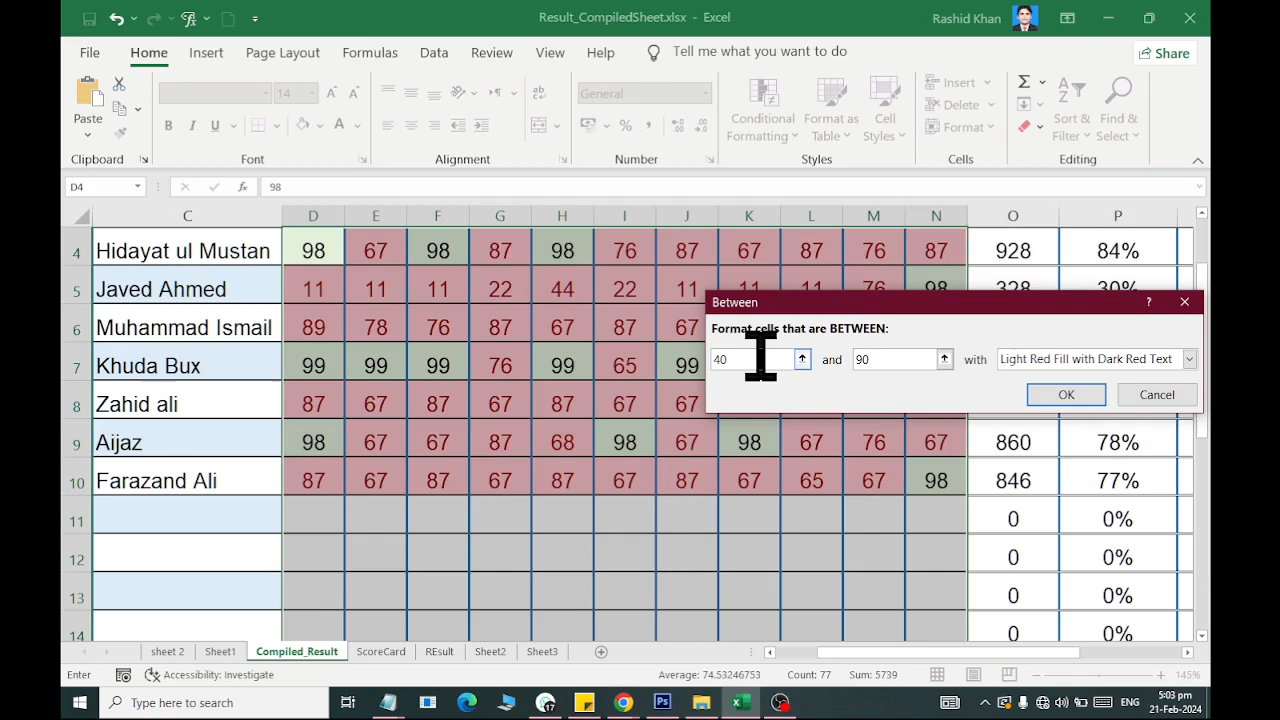 Result_CompiledSheet.xlsx - Excel
Rashid Khan
File Home Insert Page Layout Formulas Data Review View Help Tell me what you want to do Share
14 General
Paste B I U Conditional Formatting Format as Table Cell Styles Insert Delete Format Sort & Filter Find & Select
Clipboard Font Alignment Number Styles Cells Editing
D4 fx 98
C D E F G H I J K L M N O P
4 Hidayat ul Mustan 98 67 98 87 98 76 87 67 87 76 87 928 84%
5 Javed Ahmed 11 11 11 22 44 22 11 11 11 76 98 328 30%
Between ?
6 Muhammad Ismail 89 78 76 87 67 87 67
Format cells that are BETWEEN:
7 Khuda Bux 99 99 99 76 99 65 99
40 and 90 with Light Red Fill with Dark Red Text
OK Cancel
8 Zahid ali 87 67 87 67 87 67 67
9 Aijaz 98 67 67 87 68 98 67 98 67 76 67 860 78%
10 Farazand Ali 87 67 87 67 87 67 87 67 65 67 98 846 77%
11 0 0%
12 0 0%
13 0 0%
14 0 0%
sheet 2 Sheet1 Compiled_Result ScoreCard REsult Sheet2 Sheet3
Enter Accessibility: Investigate Average: 74.53246753 Count: 77 Sum: 5739 145%
Type here to search 17 ENG 5:03 pm
21-Feb-2024